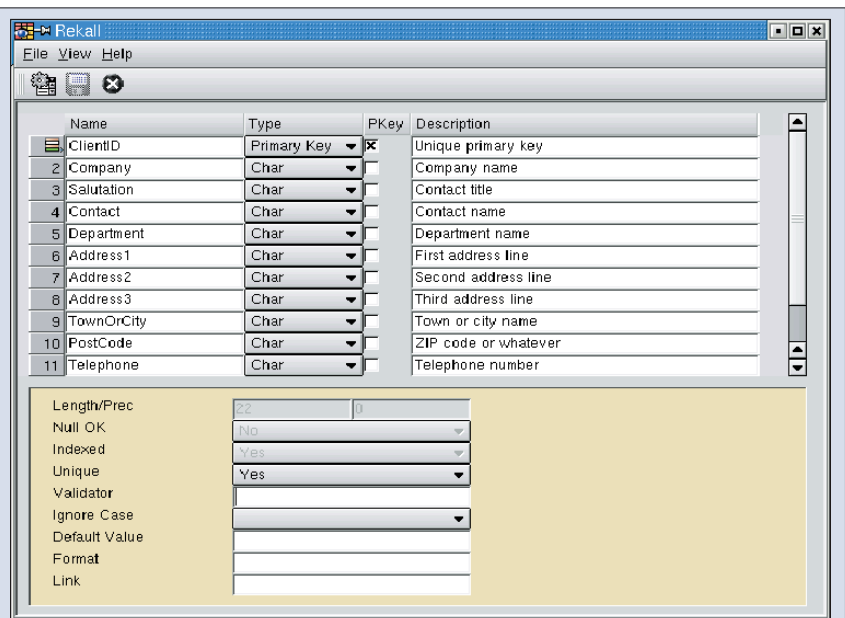 Rekall
File View Help
Name Type PKey Description
ClientID Primary Key Unique primary key
2 Company Char Company name
3 Salutation Char Contact title
4 Contact Char Contact name
5 Department Char Department name
6 Address1 Char First address line
7 Address2 Char Second address line
8 Address3 Char Third address line
9 TownOrCity Char Town or city name
10 PostCode Char ZIP code or whatever
11 Telephone Char Telephone number
Length/Prec 22 0
Null OK No
Indexed Yes
Unique Yes
Validator
Ignore Case
Default Value
Format
Link